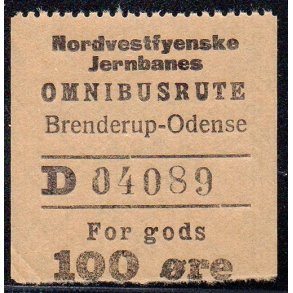 Nordvestfyenske
Jernbanes
OMNIBUSRUTE
Brenderup-Odense
D 04089
For gods
100 øre